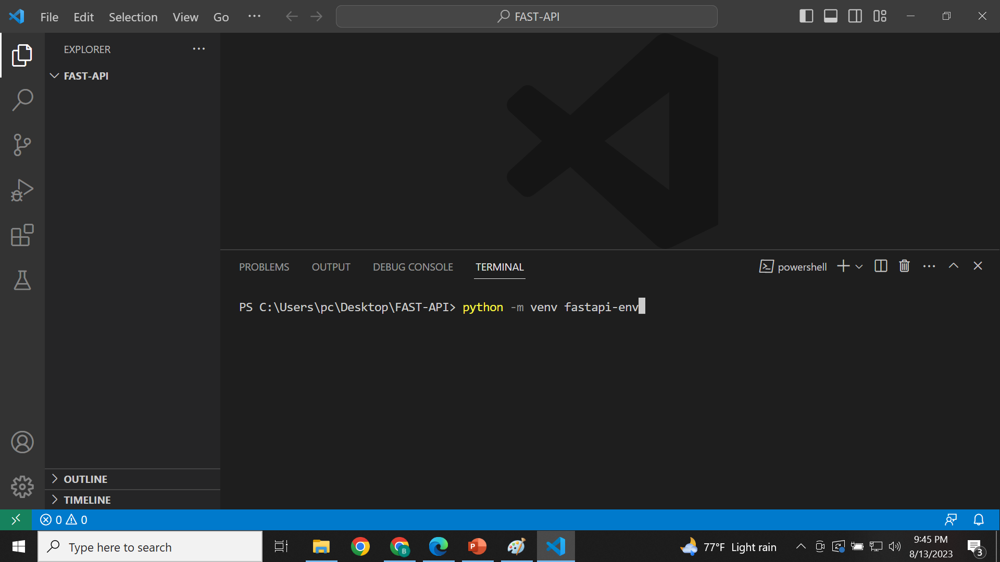 File Edit Selection View Go ··· FAST-API
EXPLORER ···
FAST-API
PROBLEMS OUTPUT DEBUG CONSOLE TERMINAL powershell
PS C:\Users\pc\Desktop\FAST-API> python -m venv fastapi-env
OUTLINE
TIMELINE
0 0
Type here to search
P
B
77°F Light rain
9:45 PM
8/13/2023
3